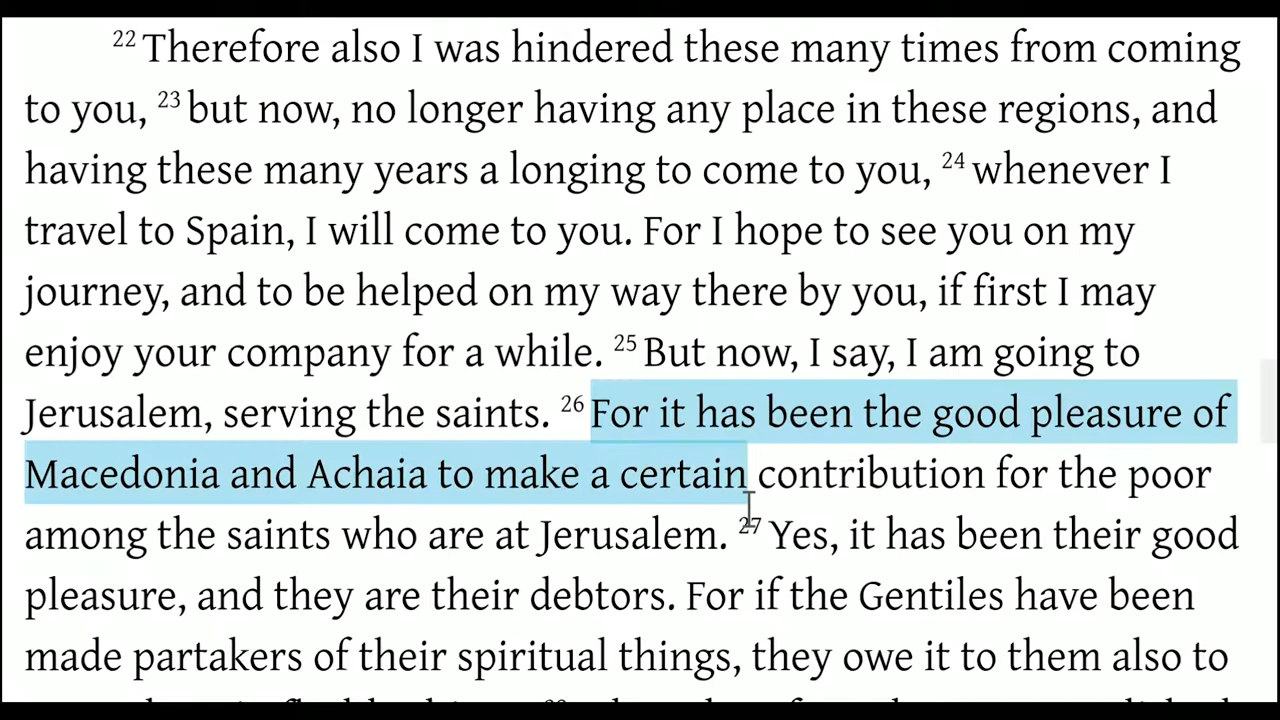 22 Therefore also I was hindered these many times from coming
to you, 23 but now, no longer having any place in these regions, and
having these many years a longing to come to you, 24 whenever I
travel to Spain, I will come to you. For I hope to see you on my
journey, and to be helped on my way there by you, if first I may
enjoy your company for a while. 25 But now, I say, I am going to
Jerusalem, serving the saints. 26 For it has been the good pleasure of
Macedonia and Achaia to make a certain contribution for the poor
among the saints who are at Jerusalem. 27 Yes, it has been their good
pleasure, and they are their debtors. For if the Gentiles have been
made partakers of their spiritual things, they owe it to them also to